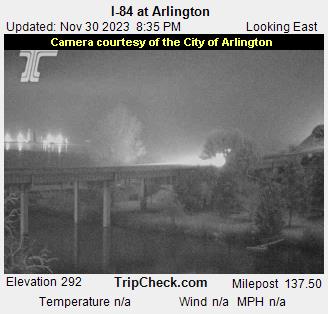 I-84 at Arlington
Updated: Nov 30 2023 8:35 PM Looking East
Camera courtesy of the City of Arlington
Elevation 292 TripCheck.com Milepost 137.50
Temperature n/a Wind n/a MPH n/a